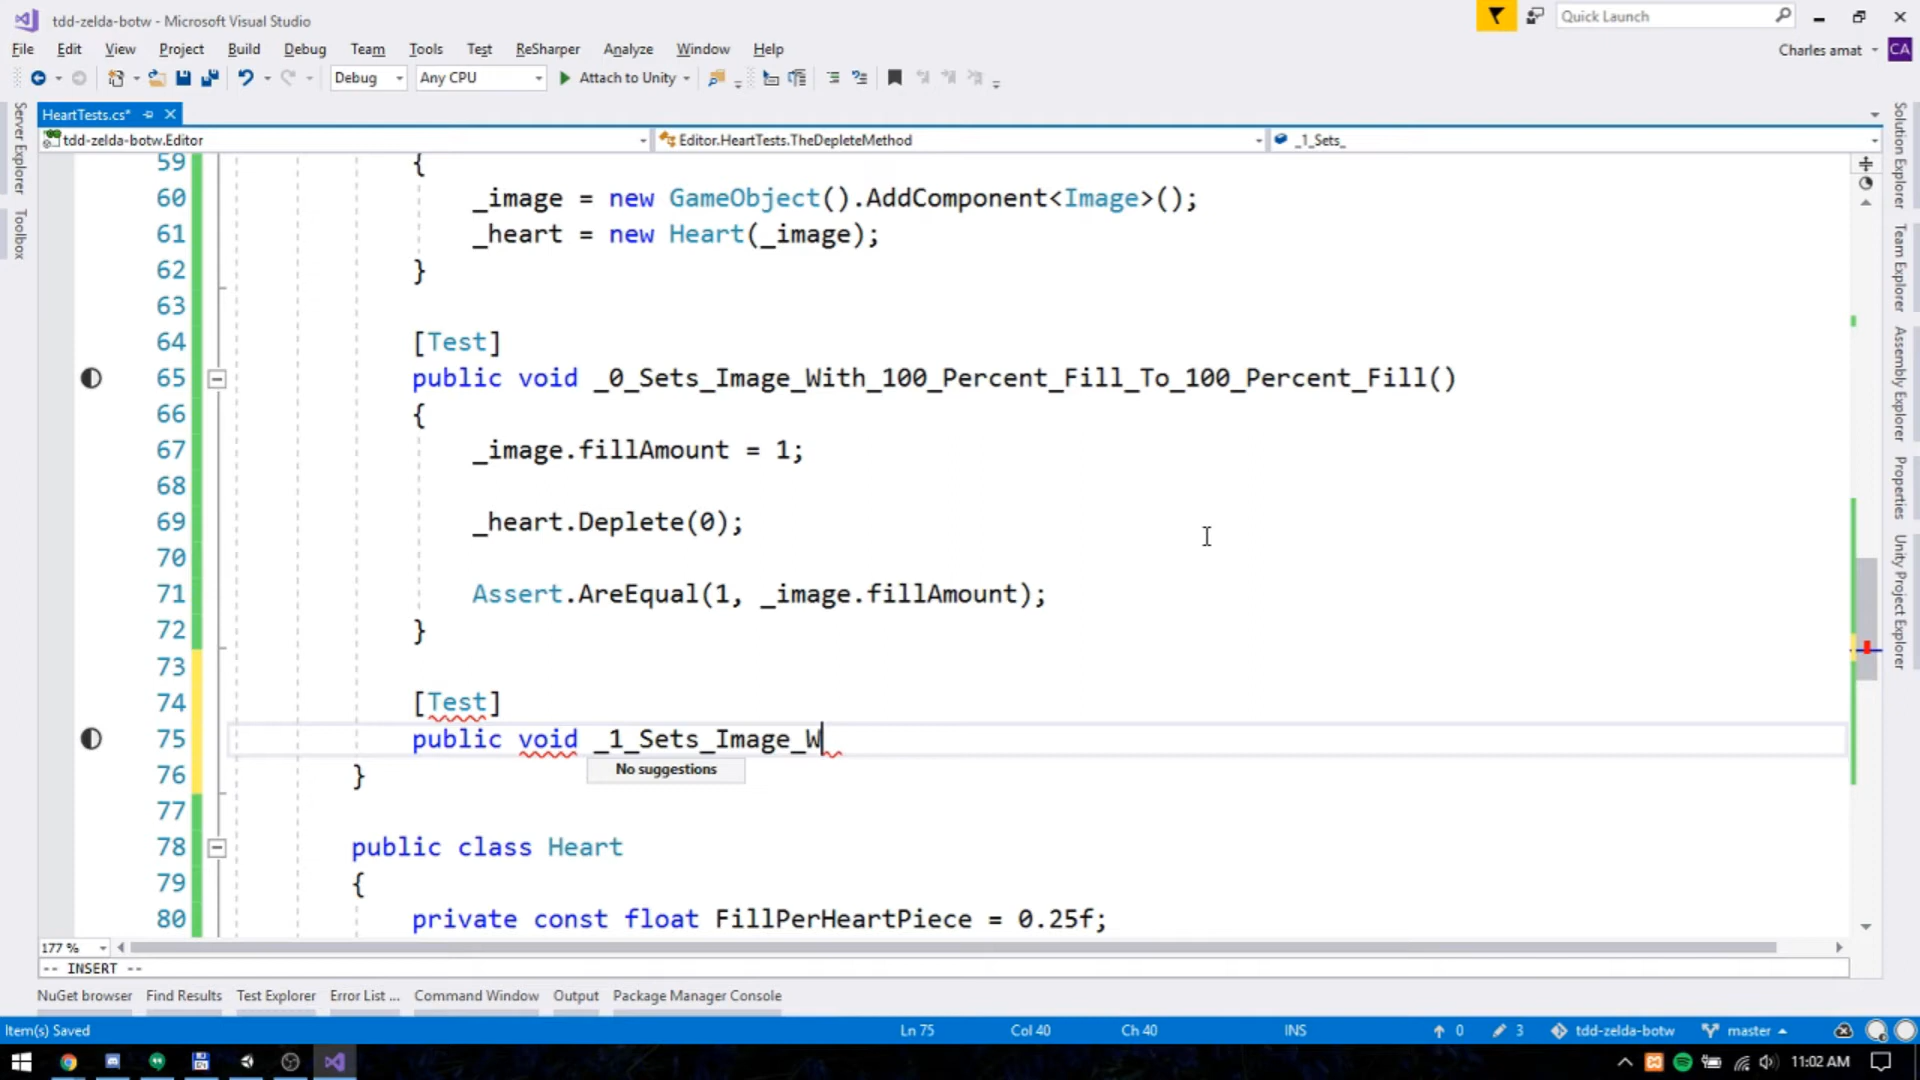 tdd-zelda-botw - Microsoft Visual Studio
Quick Launch
File Edit View Project Build Debug Team Tools Test ReSharper Analyze Window Help
Charles amat CA
Debug Any CPU Attach to Unity
HeartTests.cs*
tdd-zelda-botw.Editor Editor.HeartTests.TheDepleteMethod _1_Sets_
Server Explorer
Toolbox
59 {
60 _image = new GameObject().AddComponent<Image>();
61 _heart = new Heart(_image);
62 }
63
64 [Test]
65 public void _0_Sets_Image_With_100_Percent_Fill_To_100_Percent_Fill()
66 {
67 _image.fillAmount = 1;
68
69 _heart.Deplete(0);
70
71 Assert.AreEqual(1, _image.fillAmount);
72 }
73
74 [Test]
75 public void _1_Sets_Image_W
No suggestions
76 }
77
78 public class Heart
79 {
80 private const float FillPerHeartPiece = 0.25f;
Solution Explorer
Team Explorer
Assembly Explorer
Properties
Unity Project Explorer
177 %
-- INSERT --
NuGet browser Find Results Test Explorer Error List ... Command Window Output Package Manager Console
Item(s) Saved Ln 75 Col 40 Ch 40 INS 0 3 tdd-zelda-botw master
11:02 AM